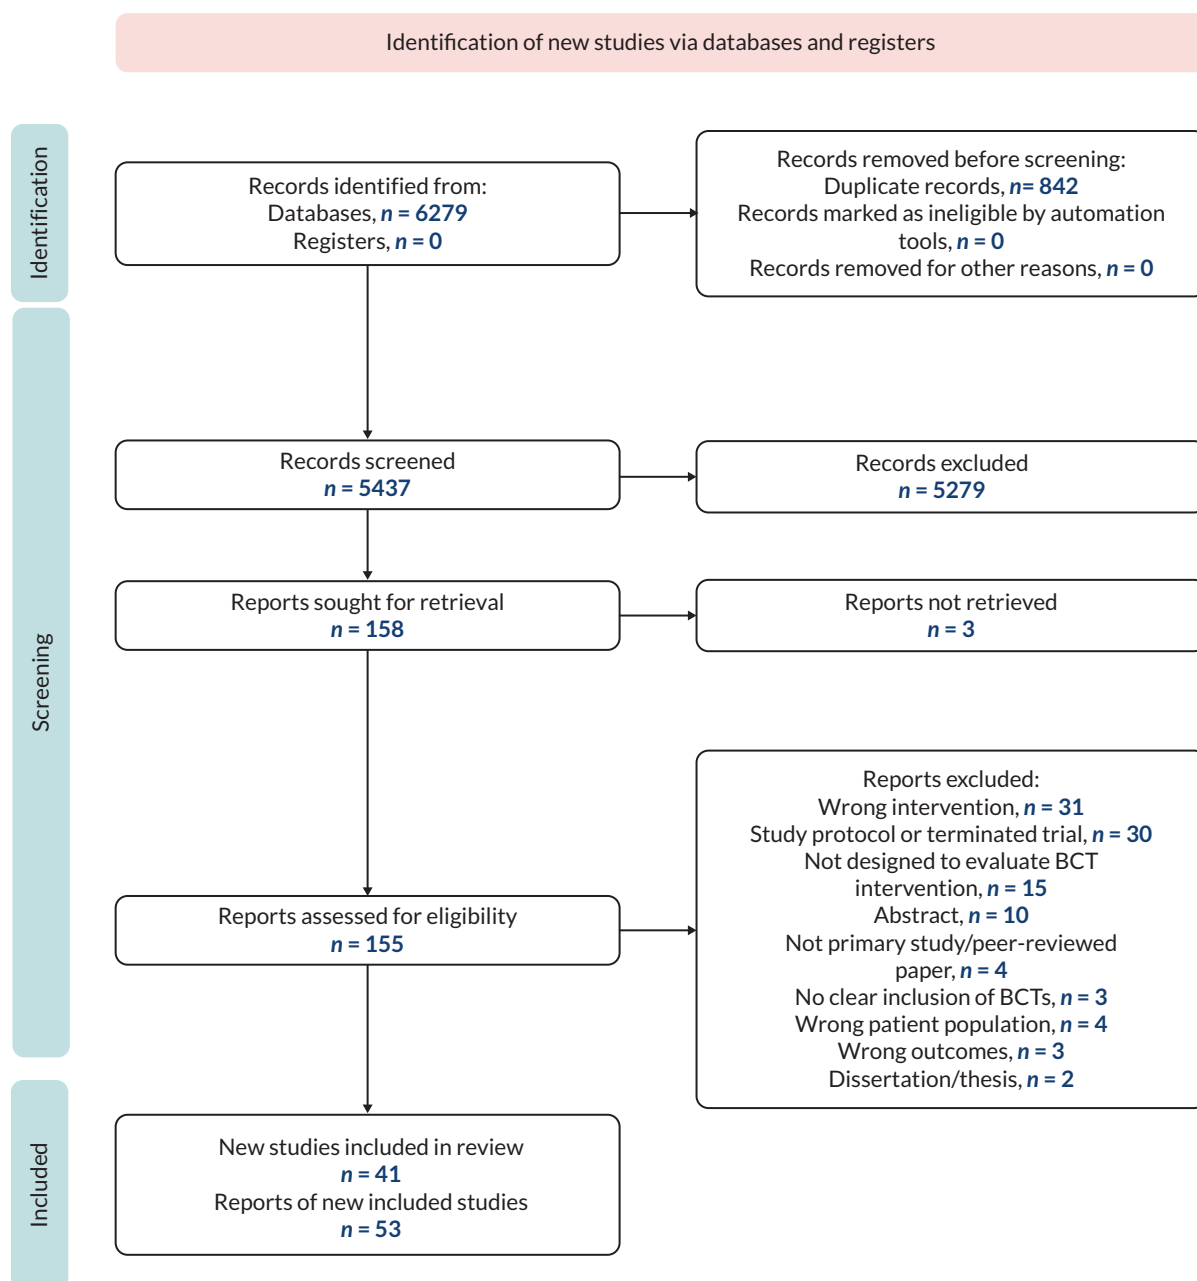 Identification of new studies via databases and registers
Identification
Records identified from:
Databases, n = 6279
Registers, n = 0
Records removed before screening:
Duplicate records, n= 842
Records marked as ineligible by automation
tools, n = 0
Records removed for other reasons, n = 0
Screening
Records screened
n = 5437
Records excluded
n = 5279
Reports sought for retrieval
n = 158
Reports not retrieved
n = 3
Reports assessed for eligibility
n = 155
Reports excluded:
Wrong intervention, n = 31
Study protocol or terminated trial, n = 30
Not designed to evaluate BCT
intervention, n = 15
Abstract, n = 10
Not primary study/peer-reviewed
paper, n = 4
No clear inclusion of BCTs, n = 3
Wrong patient population, n = 4
Wrong outcomes, n = 3
Dissertation/thesis, n = 2
Included
New studies included in review
n = 41
Reports of new included studies
n = 53